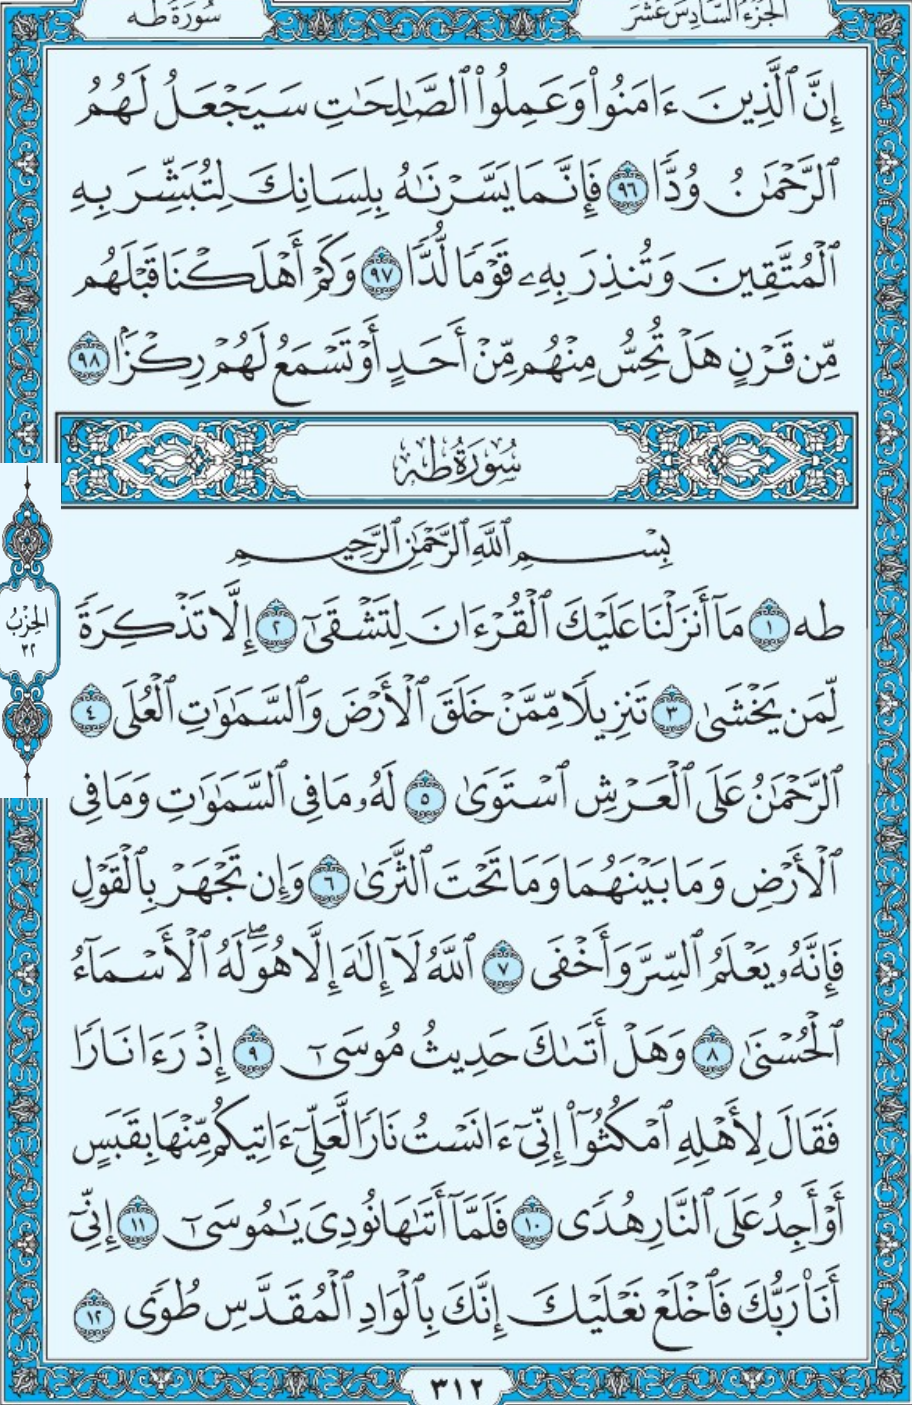 الجزء السادس عشر
سورة طه
إِنَّ ٱلَّذِينَ ءَامَنُوا۟ وَعَمِلُوا۟ ٱلصَّـٰلِحَـٰتِ سَيَجْعَلُ لَهُمُ
ٱلرَّحْمَـٰنُ وُدًّا ٩٦ فَإِنَّمَا يَسَّرْنَـٰهُ بِلِسَانِكَ لِتُبَشِّرَ بِهِ
ٱلْمُتَّقِينَ وَتُنذِرَ بِهِۦ قَوْمًا لُّدًّا ٩٧ وَكَمْ أَهْلَكْنَا قَبْلَهُم
مِّن قَرْنٍ هَلْ تُحِسُّ مِنْهُم مِّنْ أَحَدٍ أَوْ تَسْمَعُ لَهُمْ رِكْزًۢا ٩٨
سُورَةُ طه
بِسْمِ ٱللَّهِ ٱلرَّحْمَـٰنِ ٱلرَّحِيمِ
طه ١ مَآ أَنزَلْنَا عَلَيْكَ ٱلْقُرْءَانَ لِتَشْقَىٰٓ ٢ إِلَّا تَذْكِرَةً
لِّمَن يَخْشَىٰ ٣ تَنزِيلًا مِّمَّنْ خَلَقَ ٱلْأَرْضَ وَٱلسَّمَـٰوَٰتِ ٱلْعُلَى ٤
ٱلرَّحْمَـٰنُ عَلَى ٱلْعَرْشِ ٱسْتَوَىٰ ٥ لَهُۥ مَا فِى ٱلسَّمَـٰوَٰتِ وَمَا فِى
ٱلْأَرْضِ وَمَا بَيْنَهُمَا وَمَا تَحْتَ ٱلثَّرَىٰ ٦ وَإِن تَجْهَرْ بِٱلْقَوْلِ
فَإِنَّهُۥ يَعْلَمُ ٱلسِّرَّ وَأَخْفَى ٧ ٱللَّهُ لَآ إِلَـٰهَ إِلَّا هُوَ ۖ لَهُ ٱلْأَسْمَآءُ
ٱلْحُسْنَىٰ ٨ وَهَلْ أَتَىٰكَ حَدِيثُ مُوسَىٰٓ ٩ إِذْ رَءَا نَارًا
فَقَالَ لِأَهْلِهِ ٱمْكُثُوٓا۟ إِنِّىٓ ءَانَسْتُ نَارًا لَّعَلِّىٓ ءَاتِيكُم مِّنْهَا بِقَبَسٍ
أَوْ أَجِدُ عَلَى ٱلنَّارِ هُدًى ١٠ فَلَمَّآ أَتَىٰهَا نُودِىَ يَـٰمُوسَىٰٓ ١١ إِنِّىٓ
أَنَا۠ رَبُّكَ فَٱخْلَعْ نَعْلَيْكَ إِنَّكَ بِٱلْوَادِ ٱلْمُقَدَّسِ طُوًى ١٢
الحِزْبُ
٣٢
٣١٢